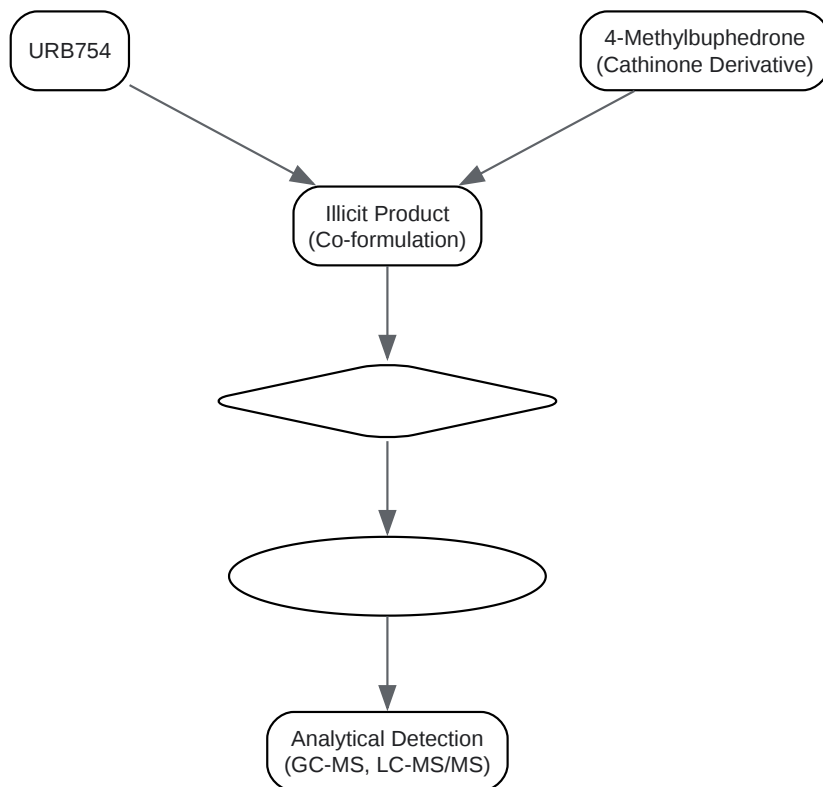 URB754
4-Methylbuphedrone
(Cathinone Derivative)
Illicit Product
(Co-formulation)
Analytical Detection
(GC-MS, LC-MS/MS)